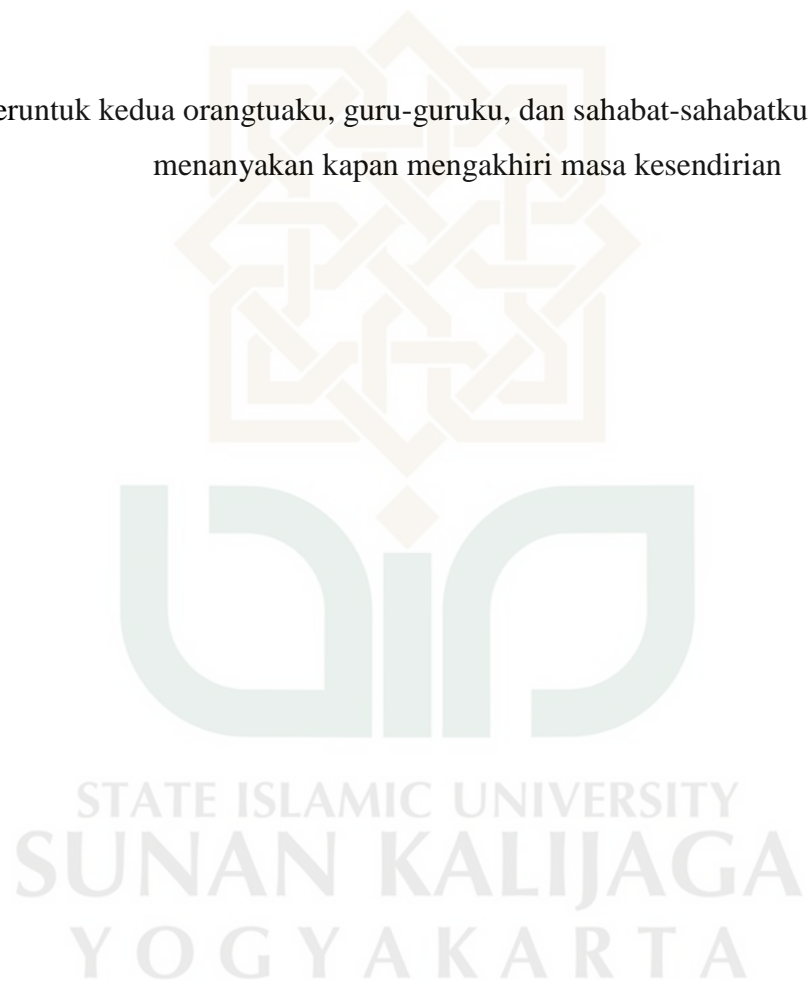 eruntuk kedua orangtuaku, guru-guruku, dan sahabat-sahabatku
menanyakan kapan mengakhiri masa kesendirian
STATE ISLAMIC UNIVERSITY
SUNAN KALIJAGA
YOGYAKARTA